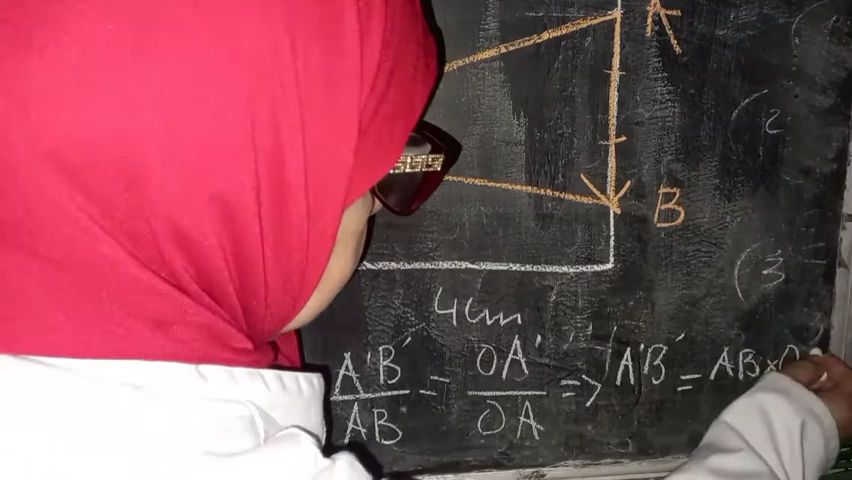 B
(2
(3
4cm
A'B'/AB = OA'/OA => A'B' = AB×O